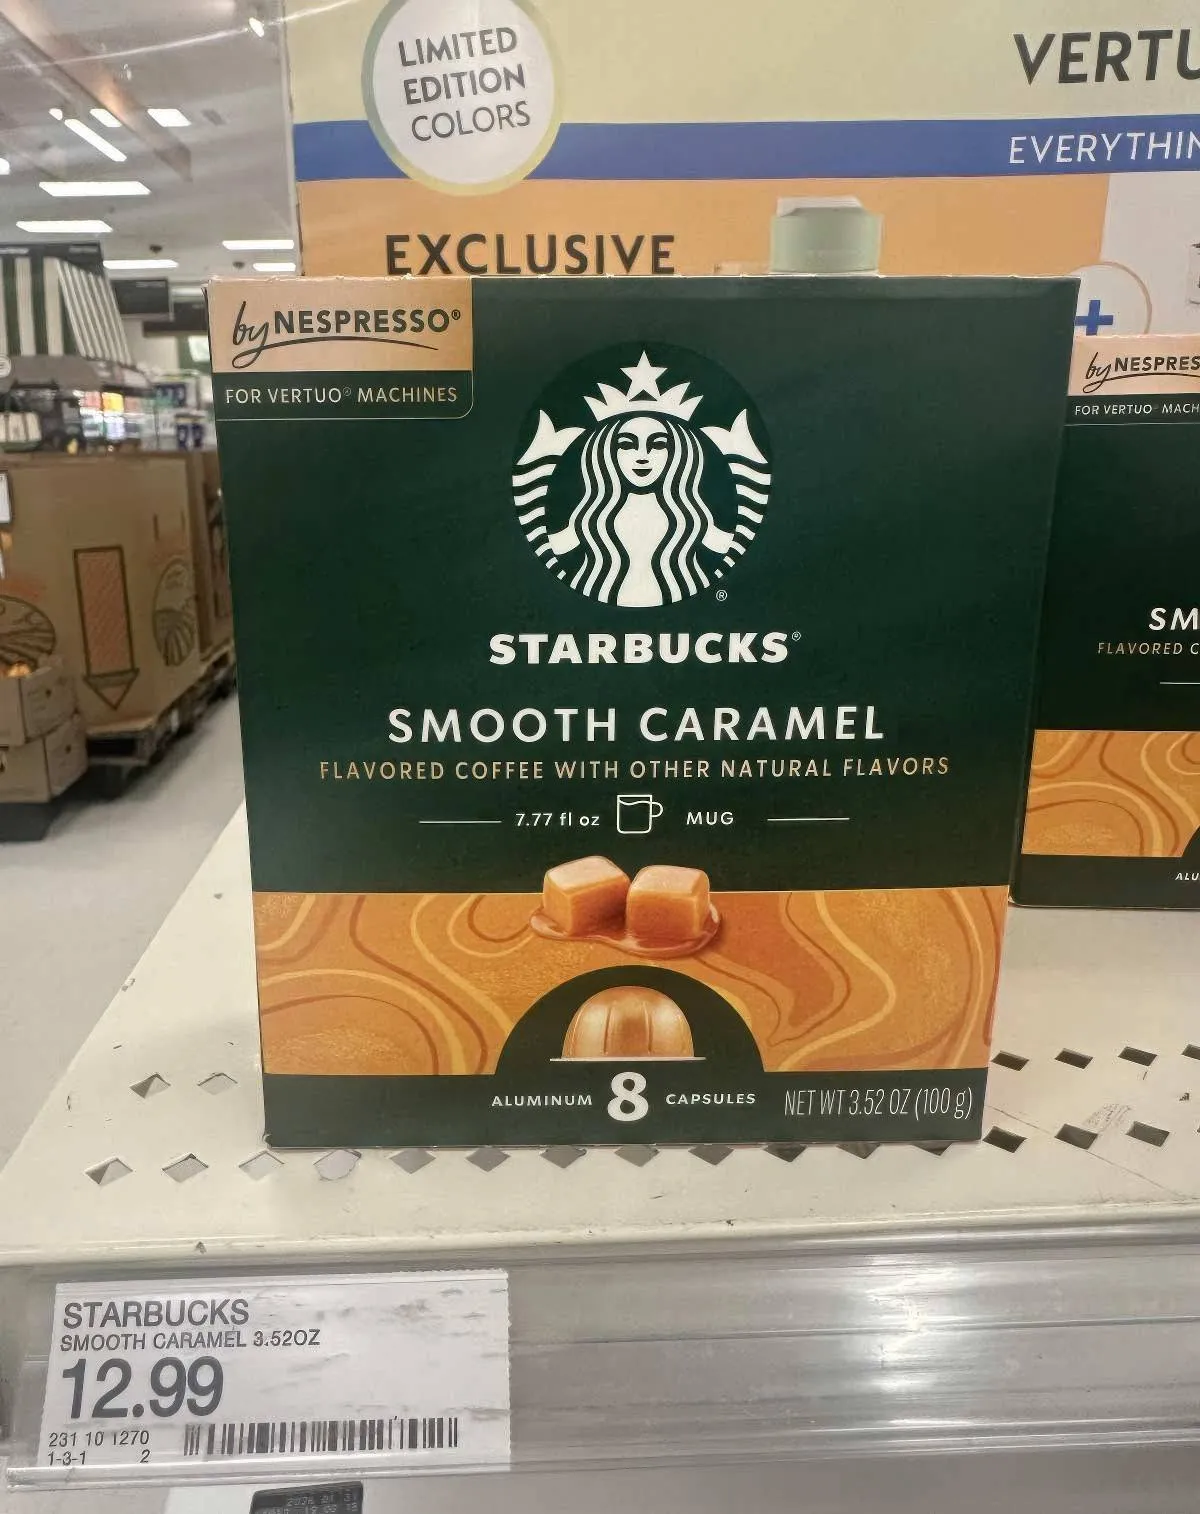 LIMITED
EDITION
COLORS
VERTU
EVERYTHIN
EXCLUSIVE
+
by NESPRESSO®
FOR VERTUO® MACHINES
STARBUCKS®
SMOOTH CARAMEL
FLAVORED COFFEE WITH OTHER NATURAL FLAVORS
7.77 fl oz MUG
ALUMINUM 8 CAPSULES NET WT 3.52 OZ (100 g)
by NESPRES
FOR VERTUO® MACH
SM
FLAVORED C
ALU
STARBUCKS
SMOOTH CARAMEL 3.52OZ
12.99
231 10 1270
1-3-1 2